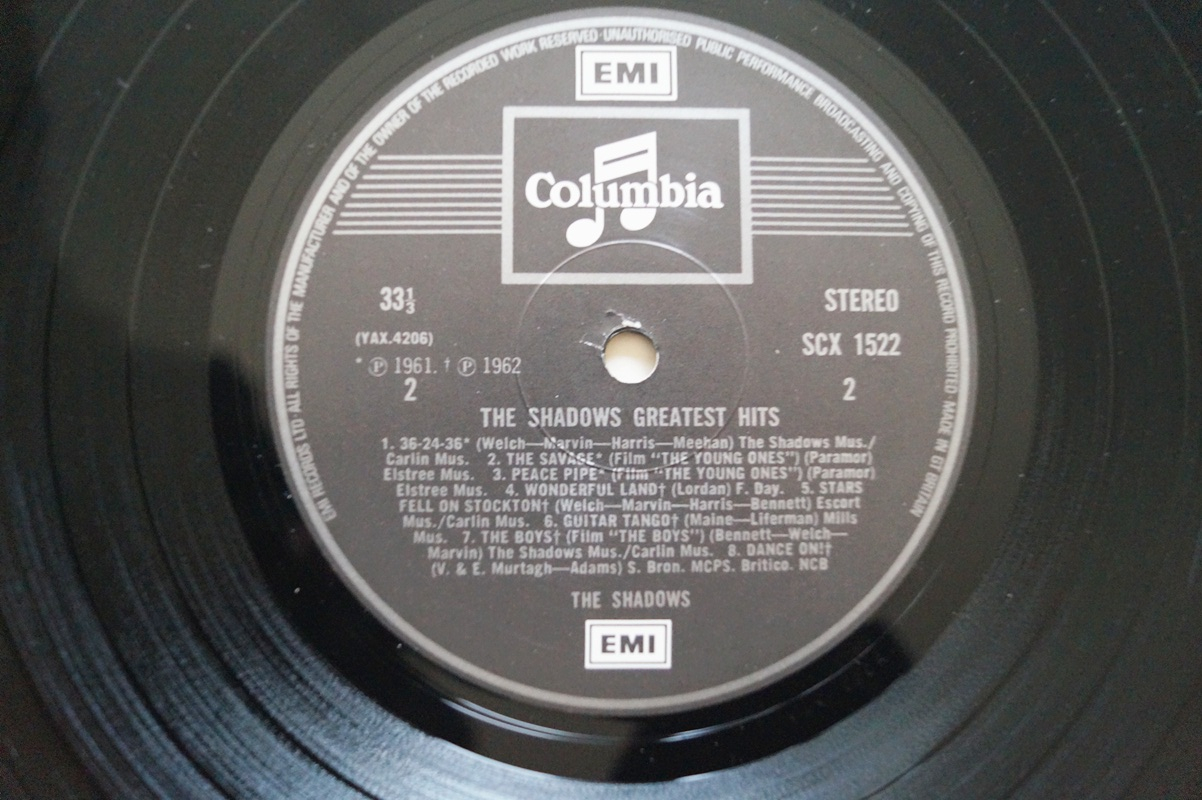 EMI RECORDS LTD·ALL RIGHTS OF THE MANUFACTURER AND OF THE OWNER OF THE RECORDED WORK RESERVED·UNAUTHORISED PUBLIC PERFORMANCE BROADCASTING AND COPYING OF THIS RECORD PROHIBITED·MADE IN GT BRITAIN
EMI
Columbia
33⅓
STEREO
(YAX.4206)
SCX 1522
* ℗ 1961. † ℗ 1962
2
2
THE SHADOWS GREATEST HITS
1. 36-24-36* (Welch—Marvin—Harris—Meehan) The Shadows Mus./
Carlin Mus. 2. THE SAVAGE* (Film “THE YOUNG ONES”) (Paramor)
Elstree Mus. 3. PEACE PIPE* (Film “THE YOUNG ONES”) (Paramor)
Elstree Mus. 4. WONDERFUL LAND† (Lordan) F. Day. 5. STARS
FELL ON STOCKTON† (Welch—Marvin—Harris—Bennett) Escort
Mus./Carlin Mus. 6. GUITAR TANGO† (Maine—Liferman) Mills
Mus. 7. THE BOYS† (Film “THE BOYS”) (Bennett—Welch—
Marvin) The Shadows Mus./Carlin Mus. 8. DANCE ON!†
(V. & E. Murtagh—Adams) S. Bron. MCPS. Britico. NCB
THE SHADOWS
EMI